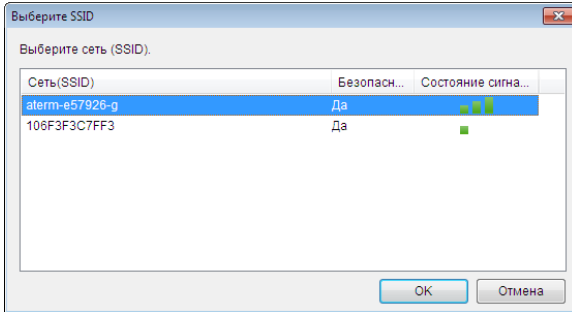 Выберите SSID
Выберите сеть (SSID).
Сеть(SSID) Безопасн... Состояние сигна...
aterm-e57926-g Да
106F3F3C7FF3 Да
OK Отмена